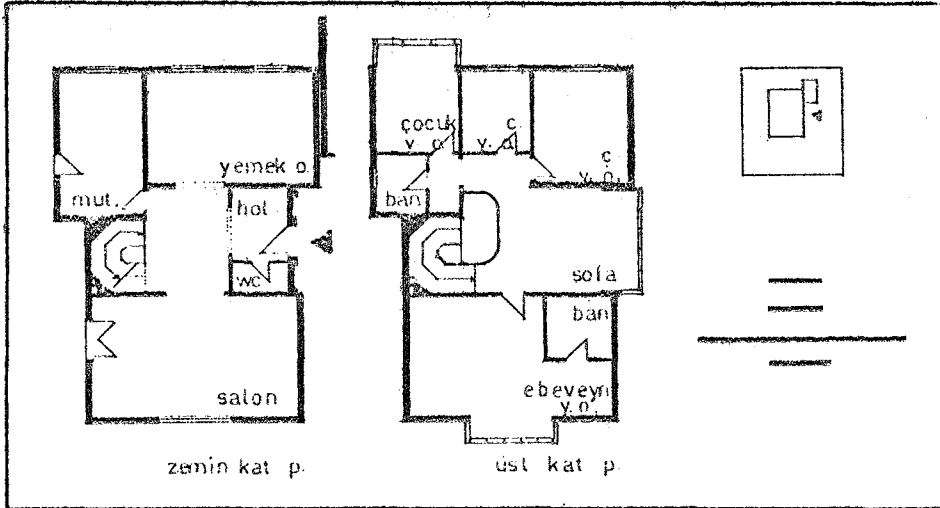 mut.
yemek o.
hol
wc
salon
zemin kat p.
çocuk
y. o.
ç.
y. o.
ç.
y. o.
ban
sofa
ban
ebeveyn
y. o.
üst kat p.